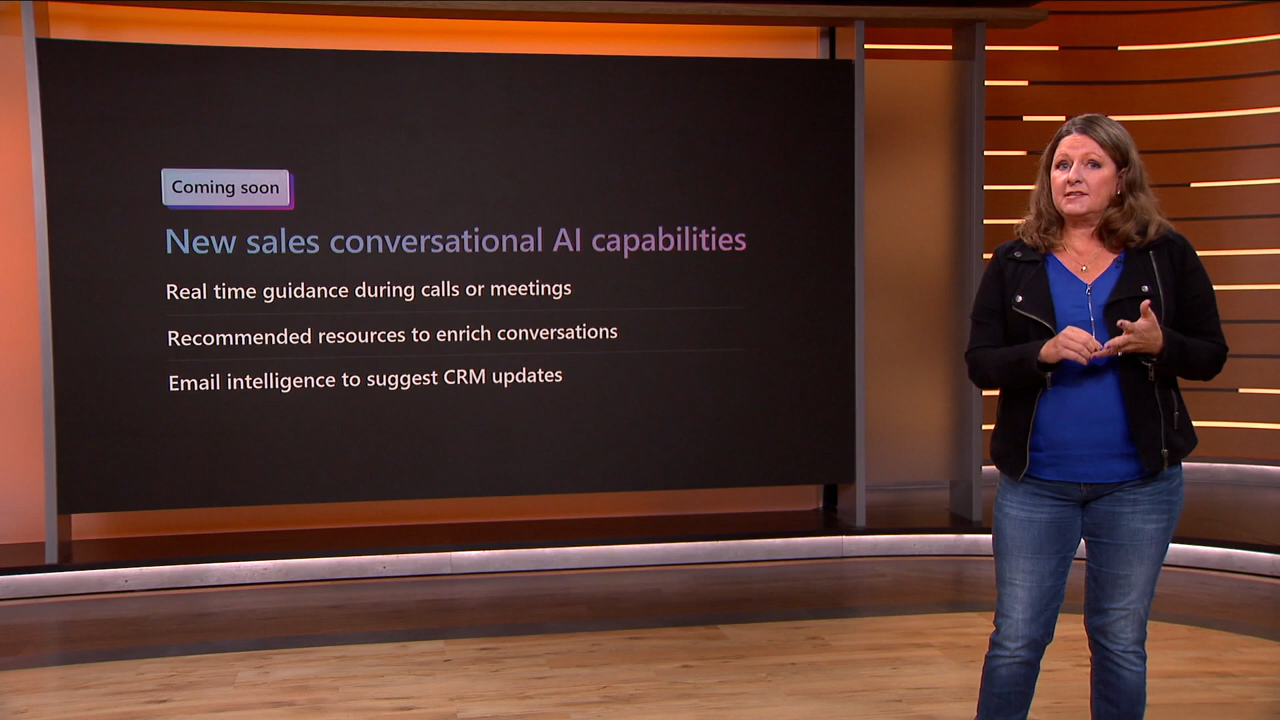 Coming soon
New sales conversational AI capabilities
Real time guidance during calls or meetings
Recommended resources to enrich conversations
Email intelligence to suggest CRM updates